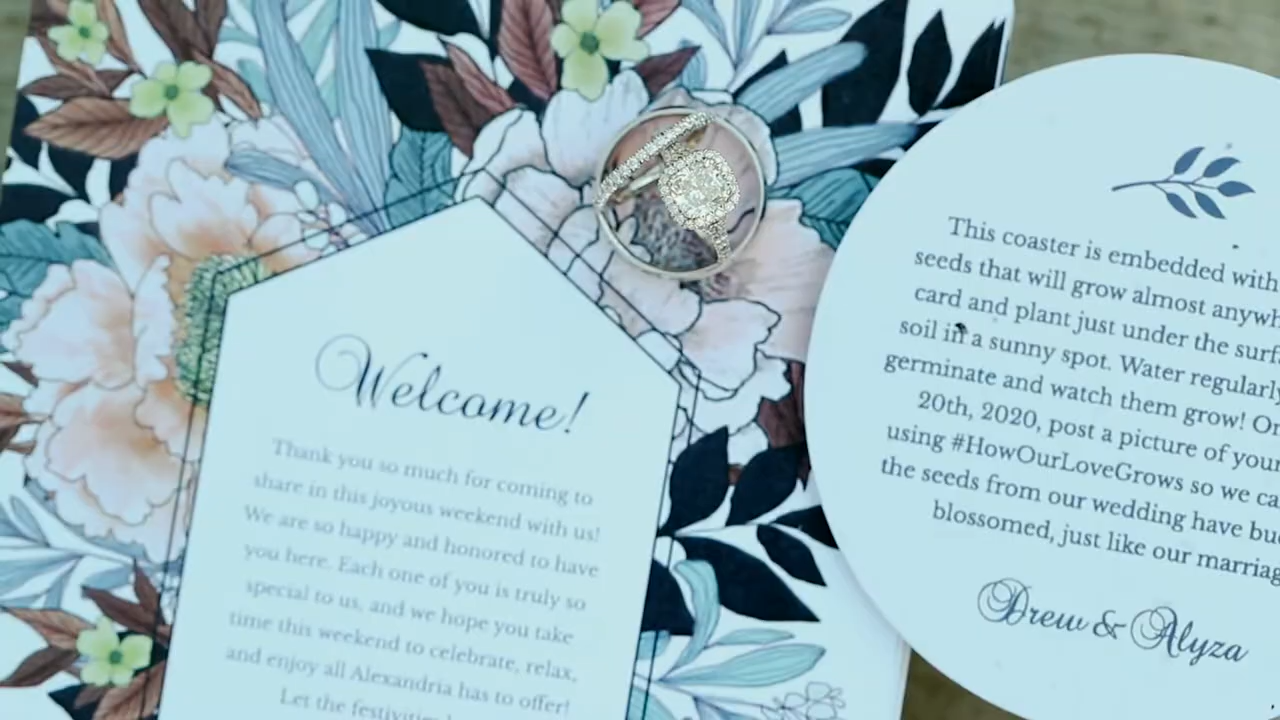 Welcome!
Thank you so much for coming to
share in this joyous weekend with us!
We are so happy and honored to have
you here. Each one of you is truly so
special to us, and we hope you take
time this weekend to celebrate, relax,
and enjoy all Alexandria has to offer!
Let the festivities
This coaster is embedded with
seeds that will grow almost anywh
card and plant just under the surf
soil in a sunny spot. Water regularly
germinate and watch them grow! On
20th, 2020, post a picture of your
using #HowOurLoveGrows so we ca
the seeds from our wedding have bu
blossomed, just like our marriag
Drew & Alyza